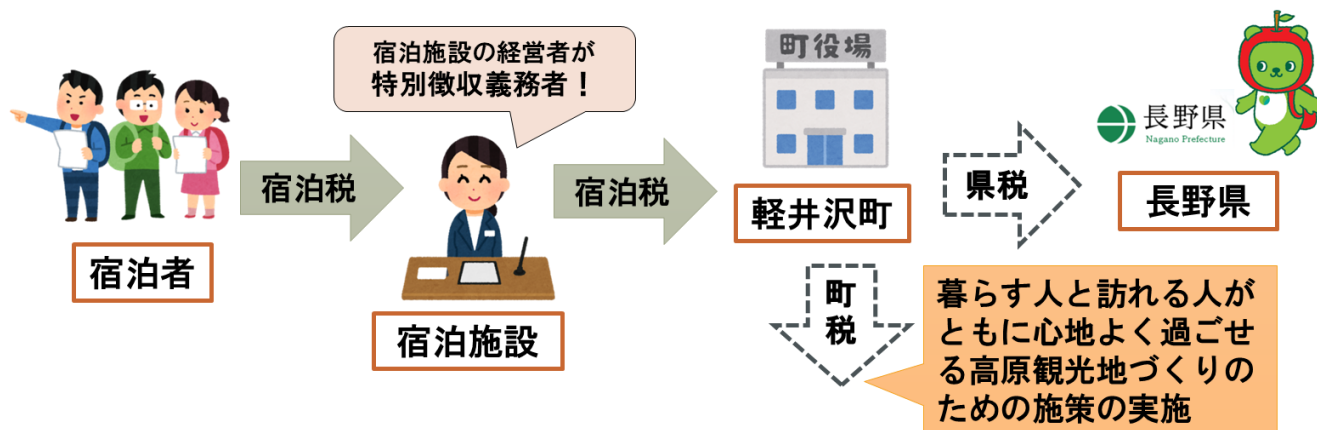 宿泊施設の経営者が
特別徴収義務者！
町役場
長野県
Nagano Prefecture
宿泊税
宿泊税
県税
宿泊者
宿泊施設
軽井沢町
長野県
町
税
暮らす人と訪れる人が
ともに心地よく過ごせ
る高原観光地づくりの
ための施策の実施